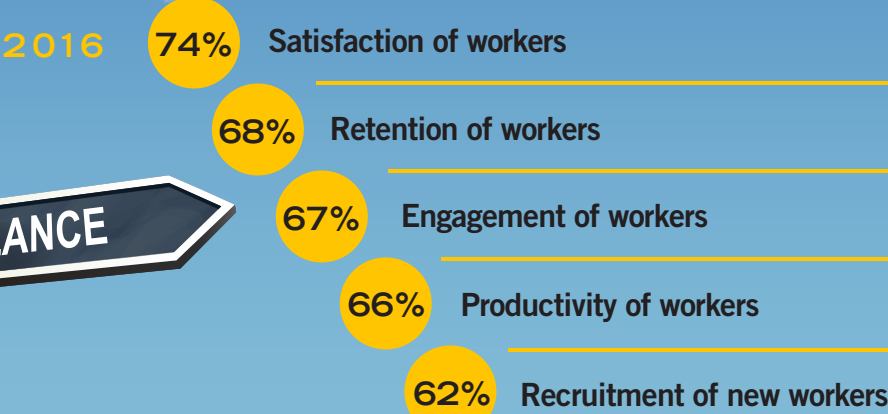 2016
74% Satisfaction of workers
68% Retention of workers
67% Engagement of workers
ANCE
66% Productivity of workers
62% Recruitment of new workers